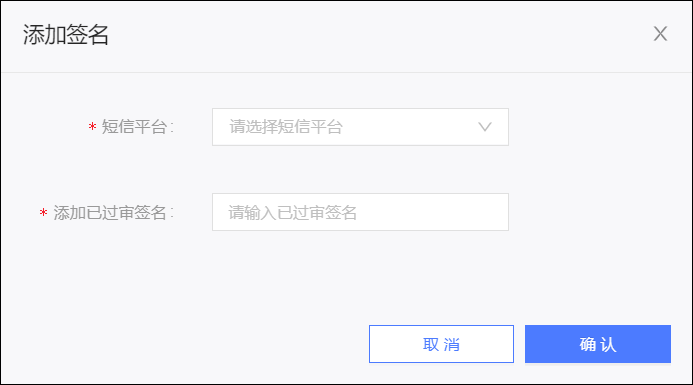 添加签名
* 短信平台:
请选择短信平台
* 添加已过审签名:
请输入已过审签名
取 消
确 认